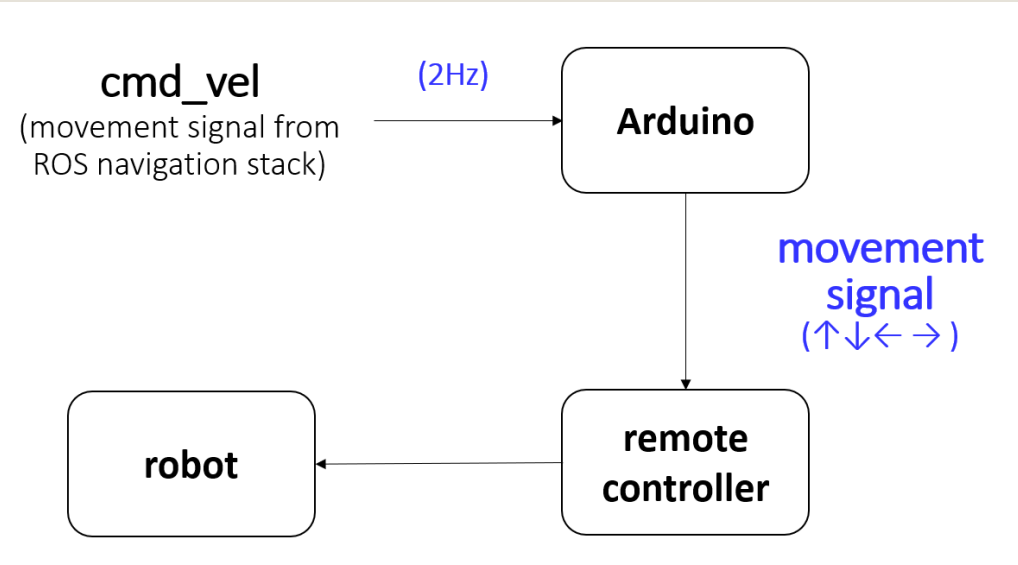 cmd_vel
(movement signal from
ROS navigation stack)
(2Hz)
Arduino
movement
signal
(↑↓← →)
remote
controller
robot